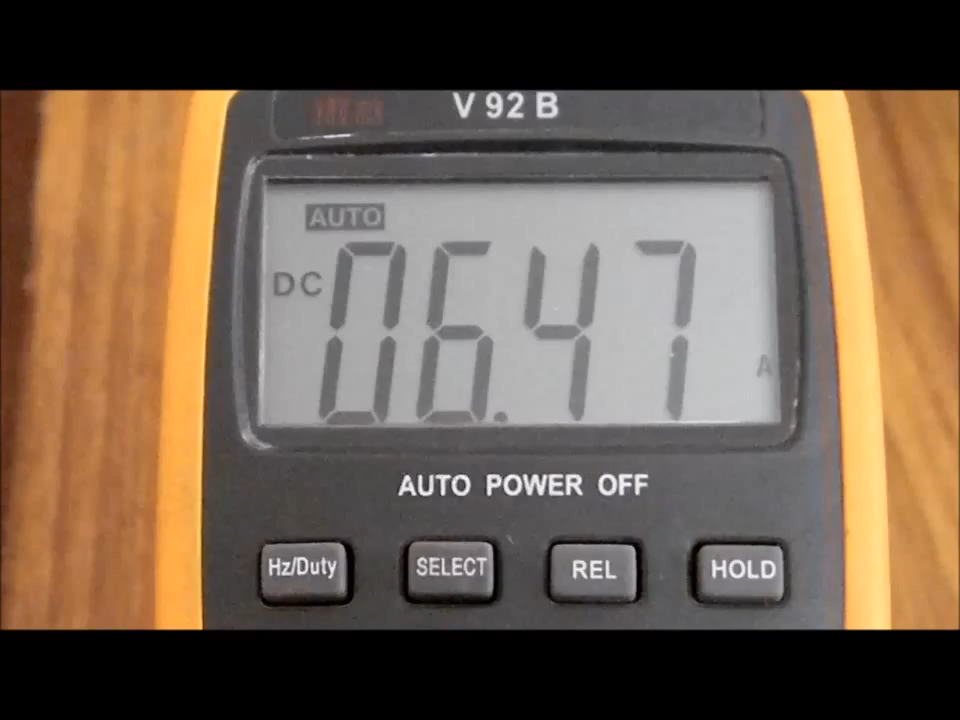 V 92 B
AUTO
DC 06.47 A
AUTO POWER OFF
Hz/Duty SELECT REL HOLD